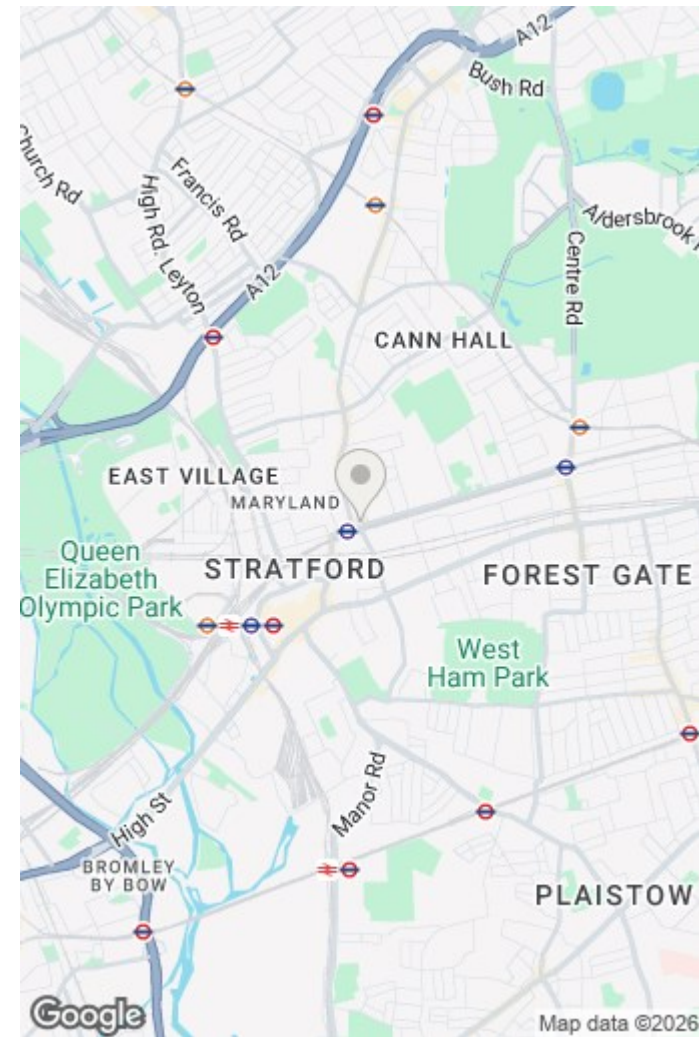 A12
Bush Rd
Church Rd
Francis Rd
High Rd. Leyton
Aldersbrook
A12
Centre Rd
CANN HALL
EAST VILLAGE
MARYLAND
STRATFORD
Queen
Elizabeth
Olympic Park
FOREST GATE
West
Ham Park
Manor Rd
High St
BROMLEY
BY BOW
PLAISTOW
Google
Map data ©2026